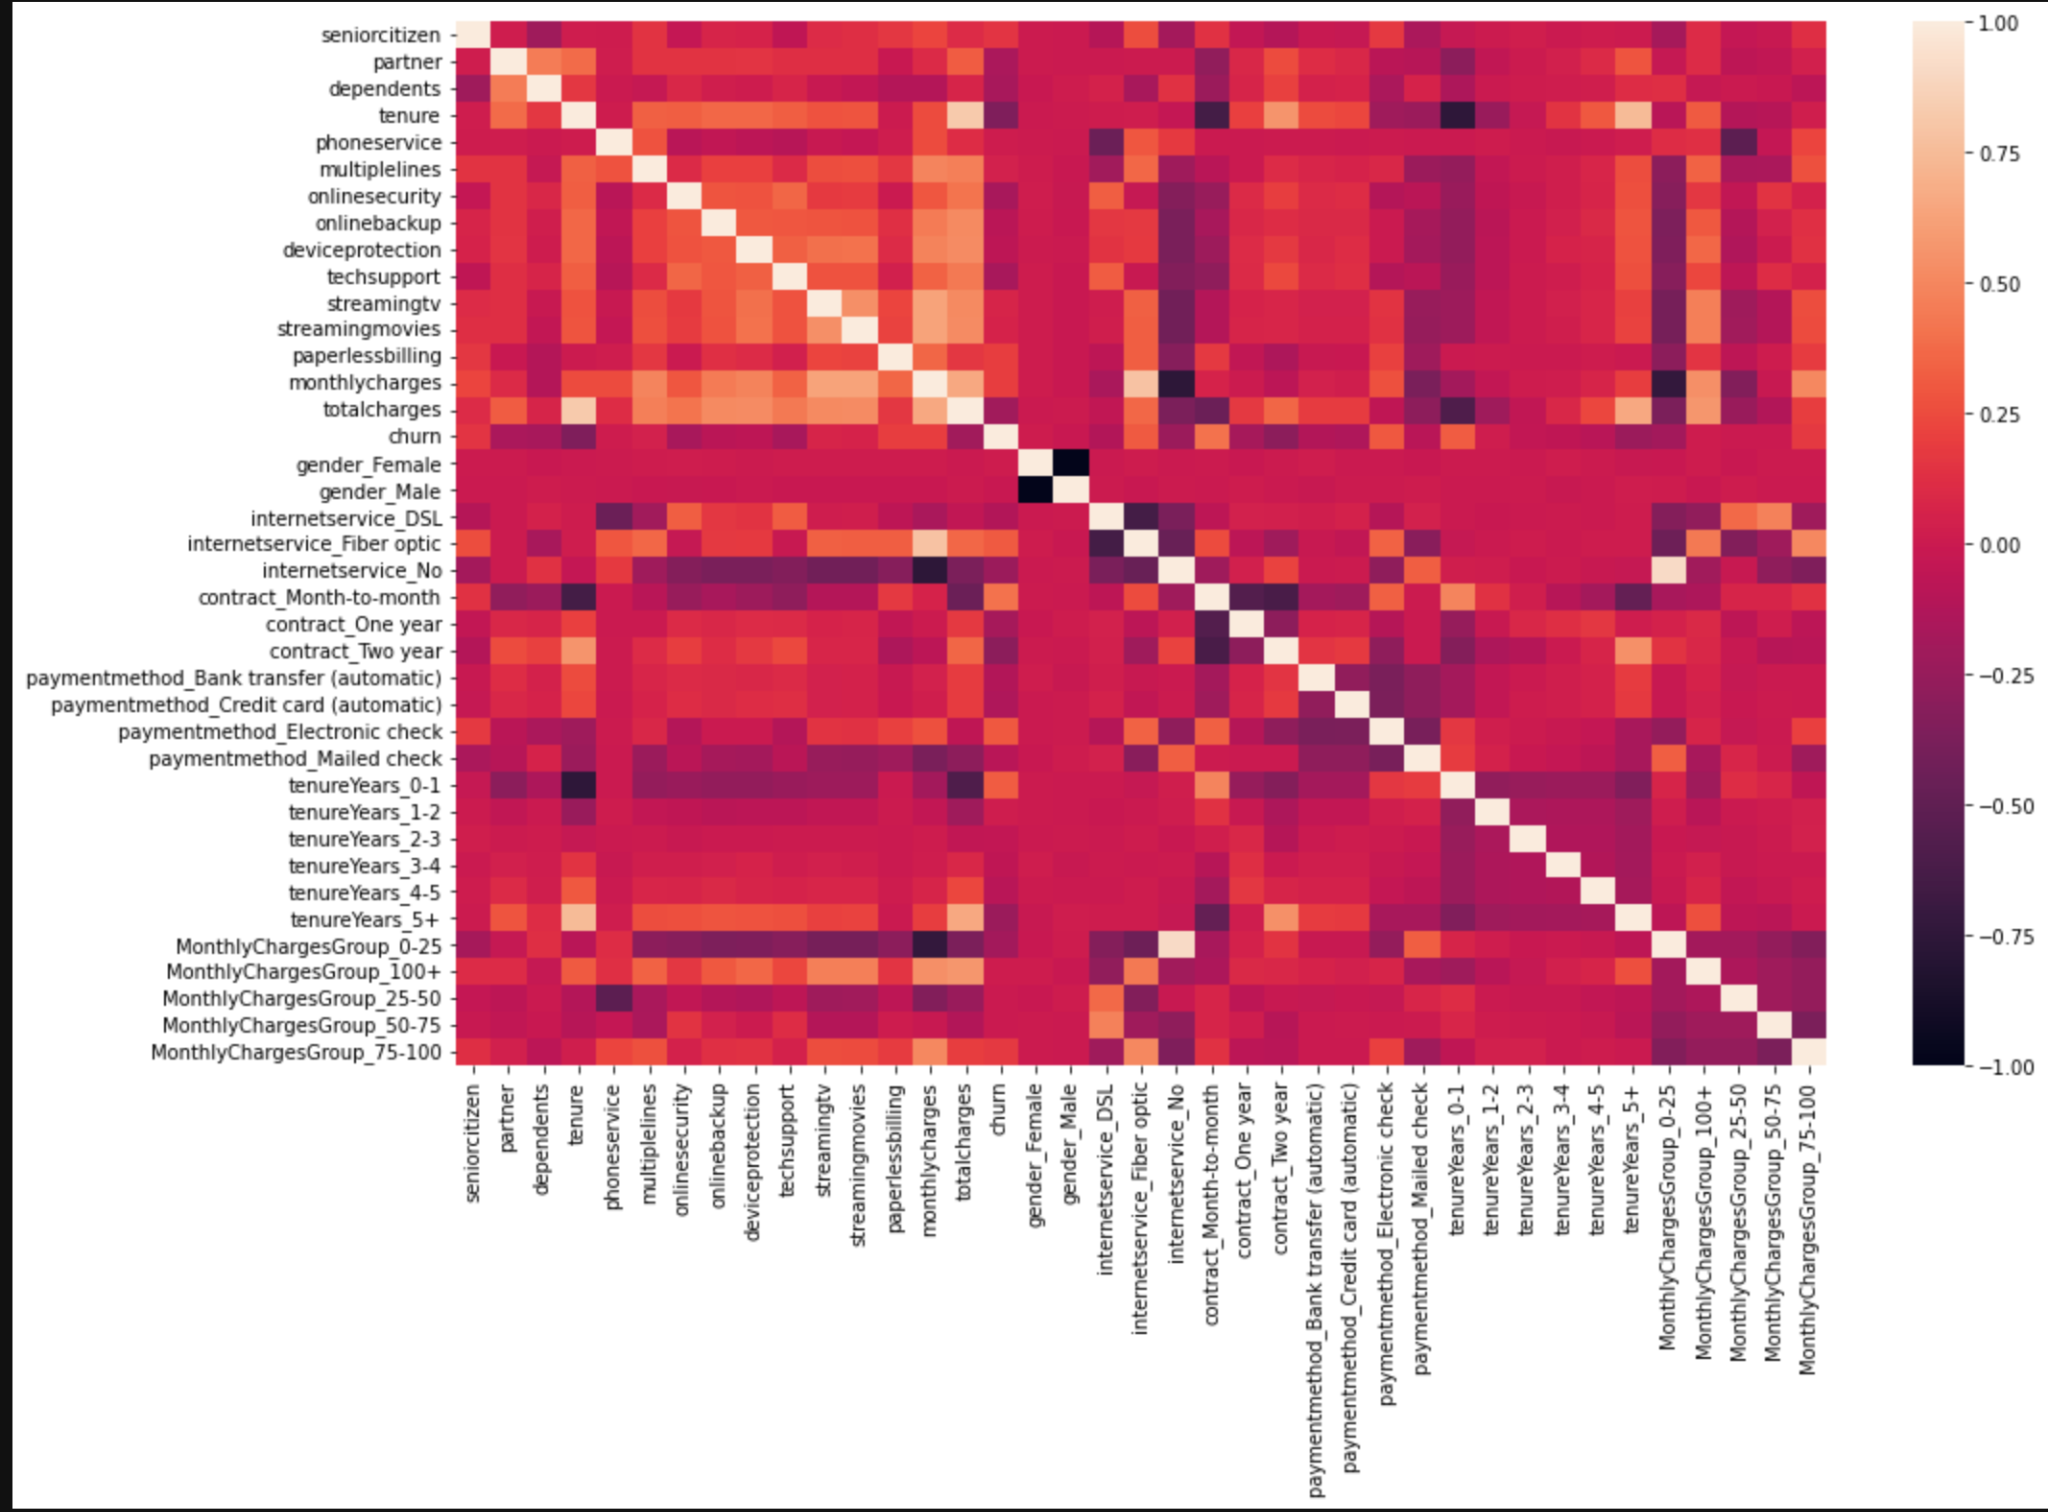 seniorcitizen
partner
dependents
tenure
phoneservice
multiplelines
onlinesecurity
onlinebackup
deviceprotection
techsupport
streamingtv
streamingmovies
paperlessbilling
monthlycharges
totalcharges
churn
gender_Female
gender_Male
internetservice_DSL
internetservice_Fiber optic
internetservice_No
contract_Month-to-month
contract_One year
contract_Two year
paymentmethod_Bank transfer (automatic)
paymentmethod_Credit card (automatic)
paymentmethod_Electronic check
paymentmethod_Mailed check
tenureYears_0-1
tenureYears_1-2
tenureYears_2-3
tenureYears_3-4
tenureYears_4-5
tenureYears_5+
MonthlyChargesGroup_0-25
MonthlyChargesGroup_100+
MonthlyChargesGroup_25-50
MonthlyChargesGroup_50-75
MonthlyChargesGroup_75-100
seniorcitizen
partner
dependents
tenure
phoneservice
multiplelines
onlinesecurity
onlinebackup
deviceprotection
techsupport
streamingtv
streamingmovies
paperlessbilling
monthlycharges
totalcharges
churn
gender_Female
gender_Male
internetservice_DSL
internetservice_Fiber optic
internetservice_No
contract_Month-to-month
contract_One year
contract_Two year
paymentmethod_Bank transfer (automatic)
paymentmethod_Credit card (automatic)
paymentmethod_Electronic check
paymentmethod_Mailed check
tenureYears_0-1
tenureYears_1-2
tenureYears_2-3
tenureYears_3-4
tenureYears_4-5
tenureYears_5+
MonthlyChargesGroup_0-25
MonthlyChargesGroup_100+
MonthlyChargesGroup_25-50
MonthlyChargesGroup_50-75
MonthlyChargesGroup_75-100
1.00
0.75
0.50
0.25
0.00
−0.25
−0.50
−0.75
−1.00